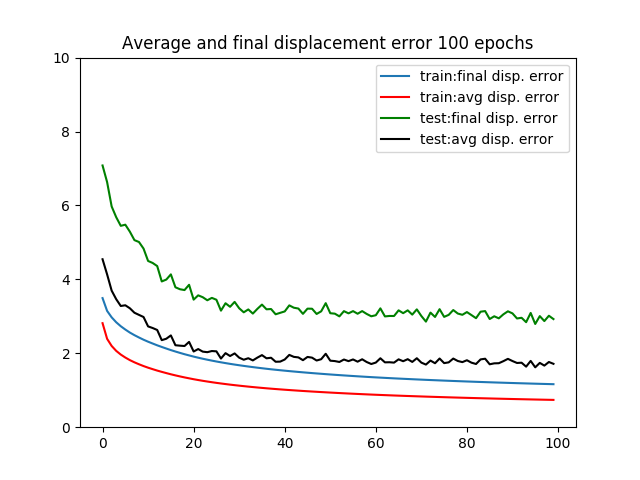 Average and final displacement error 100 epochs
10
8
6
4
2
0
train:final disp. error
train:avg disp. error
test:final disp. error
test:avg disp. error
0 20 40 60 80 100